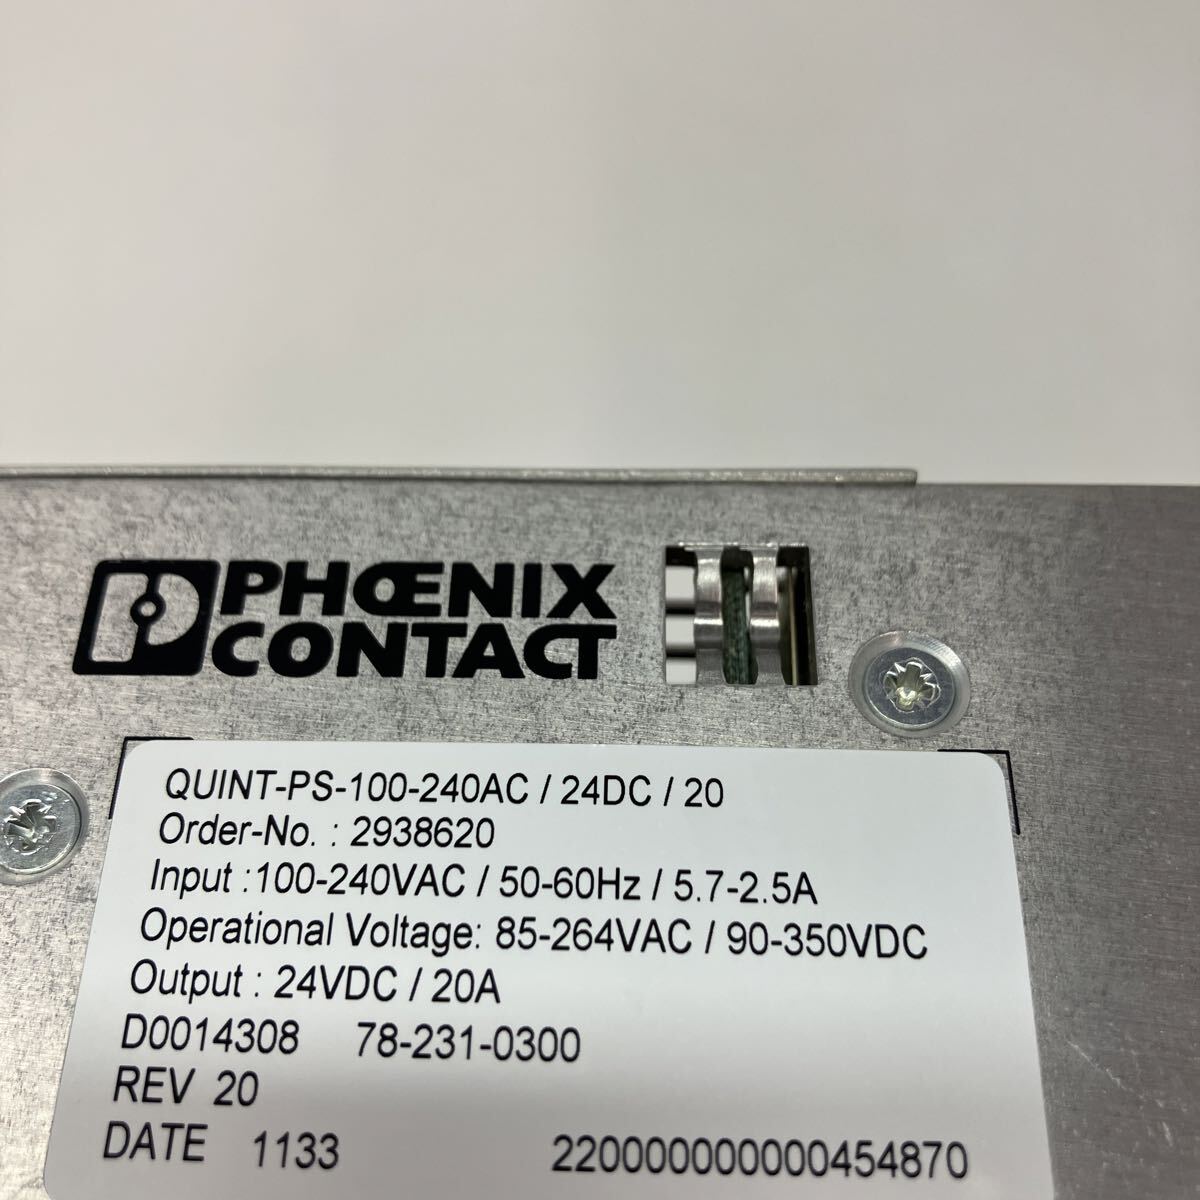 PHŒNIX
CONTACT
QUINT-PS-100-240AC / 24DC / 20
Order-No. : 2938620
Input :100-240VAC / 50-60Hz / 5.7-2.5A
Operational Voltage: 85-264VAC / 90-350VDC
Output : 24VDC / 20A
D0014308 78-231-0300
REV 20
DATE 1133 220000000000454870